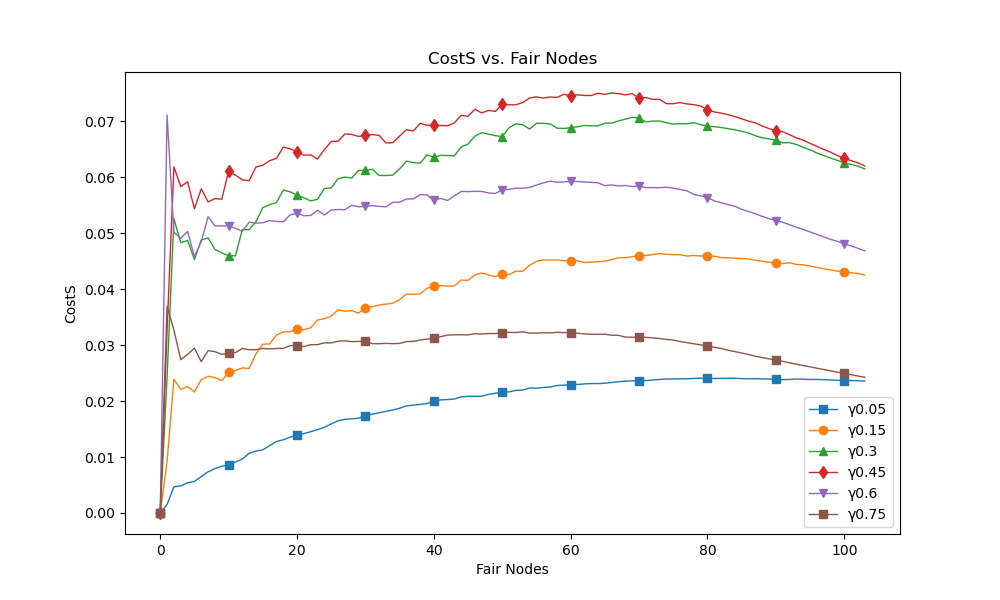 CostS vs. Fair Nodes
CostS
0.07
0.06
0.05
0.04
0.03
0.02
0.01
0.00
0
20
40
60
80
100
Fair Nodes
γ0.05
γ0.15
γ0.3
γ0.45
γ0.6
γ0.75